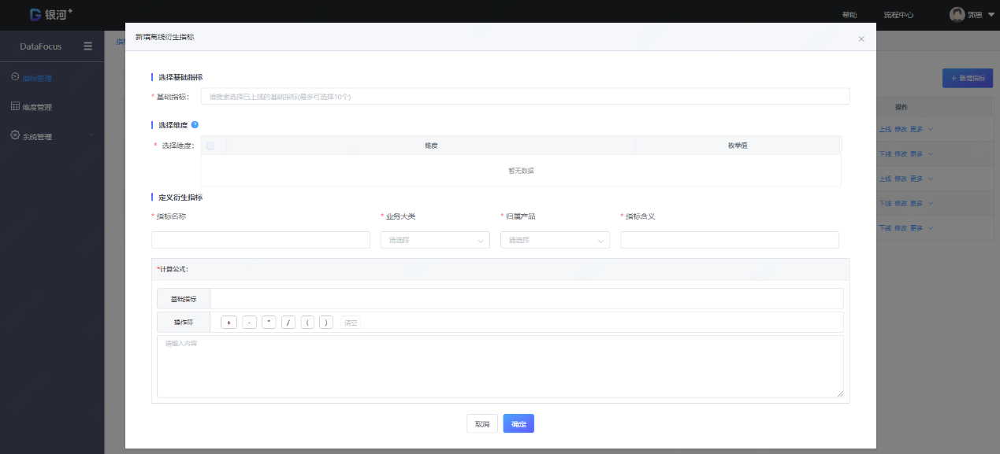 银河+
帮助
流程中心
郭惠
DataFocus
指标管理
维度管理
系统管理
新增离线衍生指标
×
+ 新增指标
操作
上线 修改 更多
下线 修改 更多
上线 修改 更多
下线 修改 更多
下线 修改 更多
选择基础指标
* 基础指标：
请搜索选择已上线的基础指标(最多可选择10个)
选择维度 ?
* 选择维度：
维度
枚举值
暂无数据
定义衍生指标
* 指标名称
* 业务大类
* 归属产品
* 指标含义
请选择
请选择
*计算公式：
基础指标
操作符
+ - * / ( ) 清空
请输入内容
取消
确定